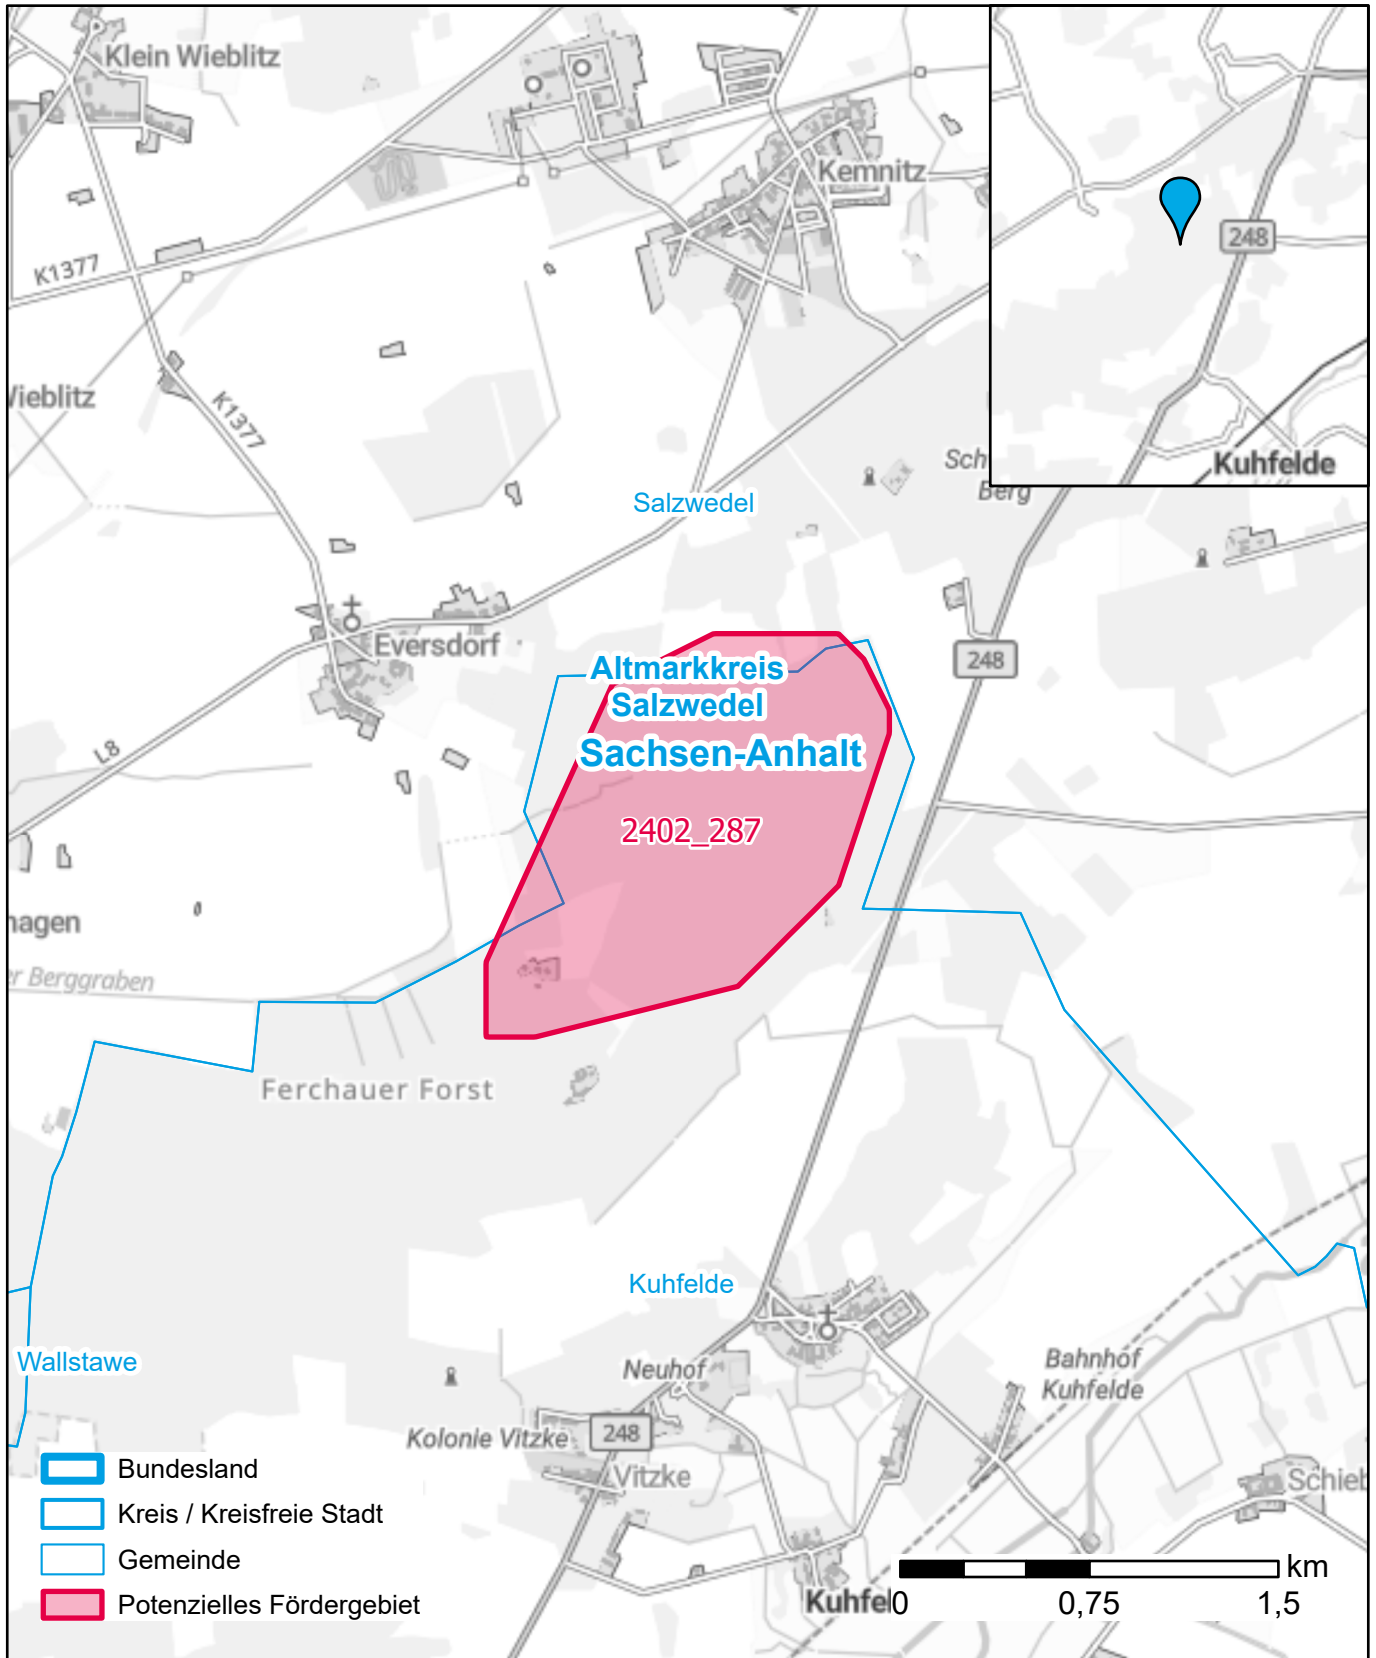 Klein Wieblitz
Kemnitz
K1377
248
Wieblitz
K1377
Kuhfelde
Sch
Berg
Salzwedel
Eversdorf
248
Altmarkkreis
Salzwedel
Sachsen-Anhalt
L8
2402_287
hagen
er Berggraben
Ferchauer Forst
Kuhfelde
Wallstawe
Neuhof
Bahnhof
Kuhfelde
Kolonie Vitzke
248
Vitzke
Schieb
Bundesland
Kreis / Kreisfreie Stadt
Gemeinde
Potenzielles Fördergebiet
Kuhfel
km
0 0,75 1,5